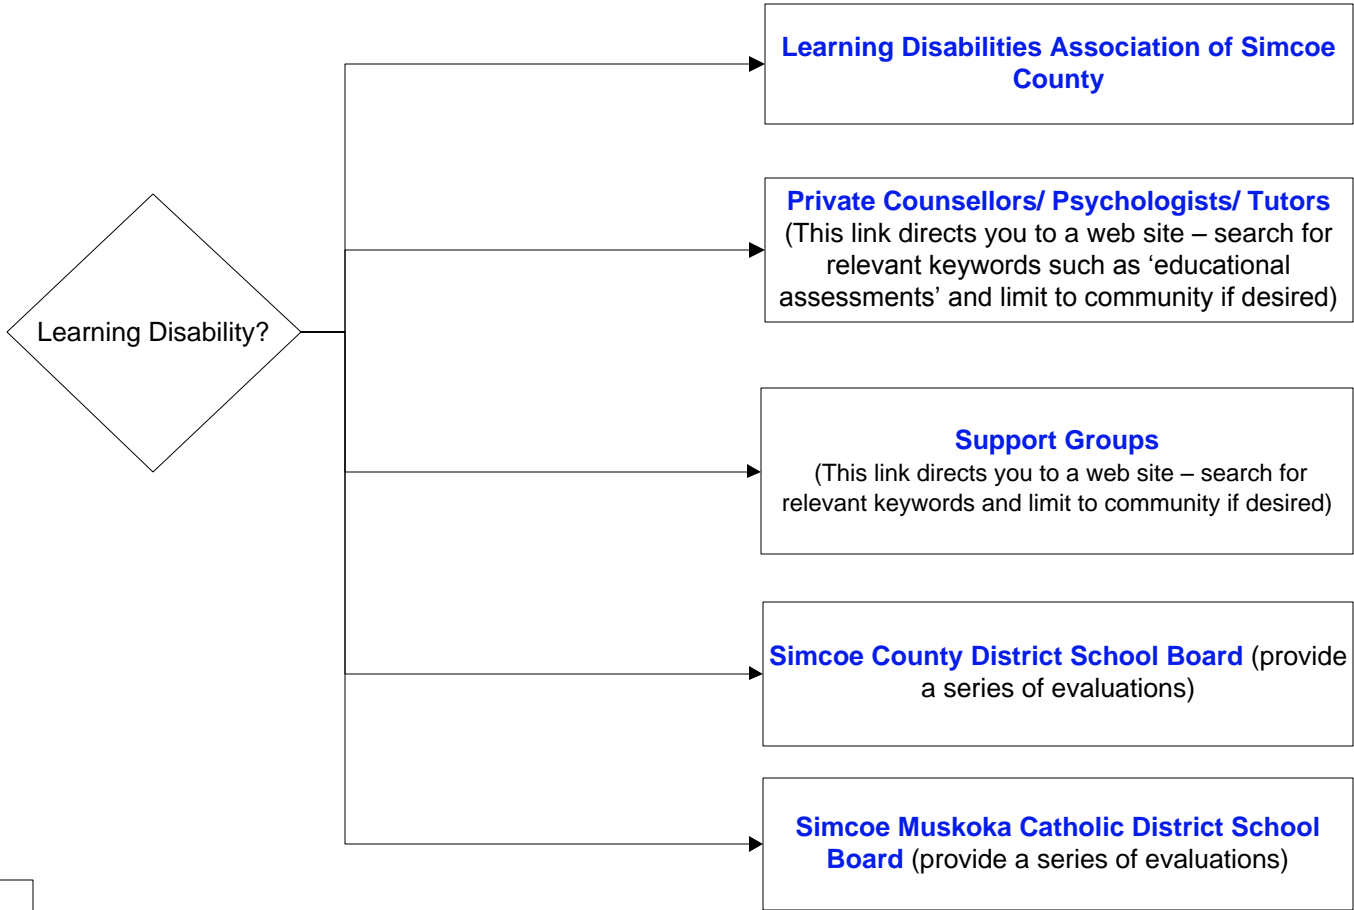 Learning Disabilities Association of Simcoe
County
Private Counsellors/ Psychologists/ Tutors
(This link directs you to a web site – search for
relevant keywords such as ‘educational
assessments’ and limit to community if desired)
Learning Disability?
Support Groups
(This link directs you to a web site – search for
relevant keywords and limit to community if desired)
Simcoe County District School Board (provide
a series of evaluations)
Simcoe Muskoka Catholic District School
Board (provide a series of evaluations)